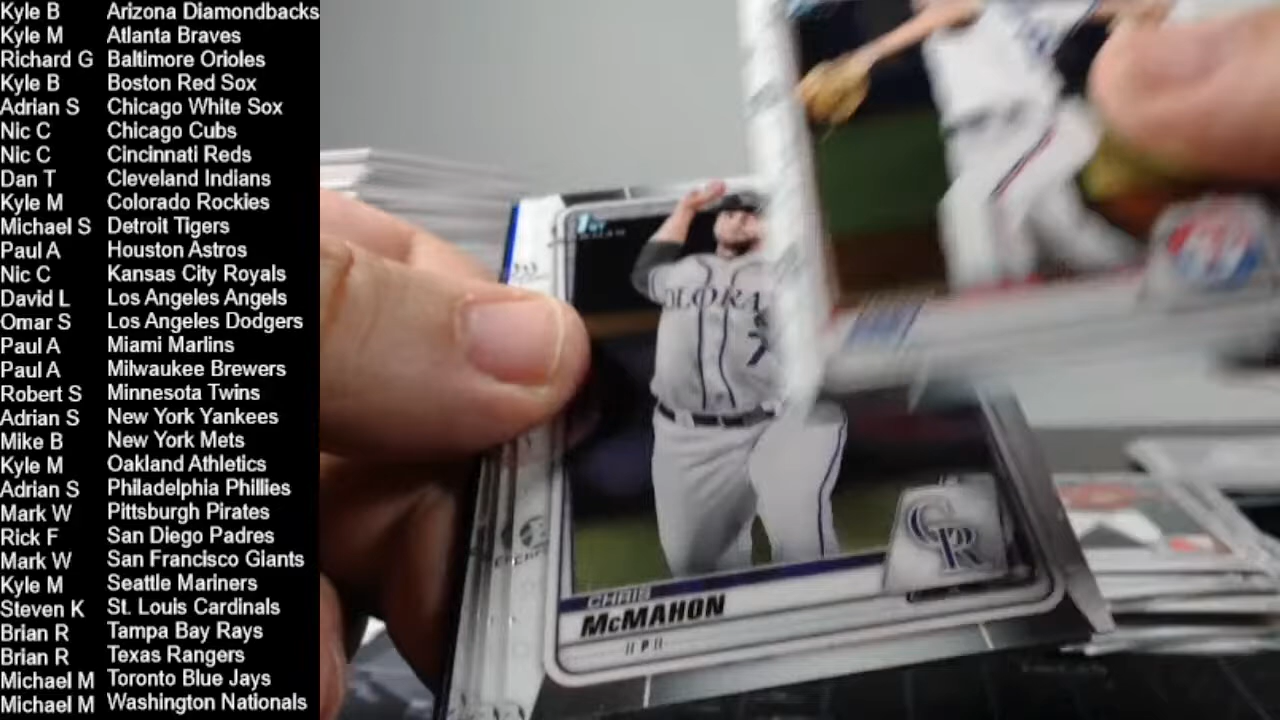 Kyle B Arizona Diamondbacks
Kyle M Atlanta Braves
Richard G Baltimore Orioles
Kyle B Boston Red Sox
Adrian S Chicago White Sox
Nic C Chicago Cubs
Nic C Cincinnati Reds
Dan T Cleveland Indians
Kyle M Colorado Rockies
Michael S Detroit Tigers
Paul A Houston Astros
Nic C Kansas City Royals
David L Los Angeles Angels
Omar S Los Angeles Dodgers
Paul A Miami Marlins
Paul A Milwaukee Brewers
Robert S Minnesota Twins
Adrian S New York Yankees
Mike B New York Mets
Kyle M Oakland Athletics
Adrian S Philadelphia Phillies
Mark W Pittsburgh Pirates
Rick F San Diego Padres
Mark W San Francisco Giants
Kyle M Seattle Mariners
Steven K St. Louis Cardinals
Brian R Tampa Bay Rays
Brian R Texas Rangers
Michael M Toronto Blue Jays
Michael M Washington Nationals
1st
OLORA
7
CR
CHRIS
McMAHON
P